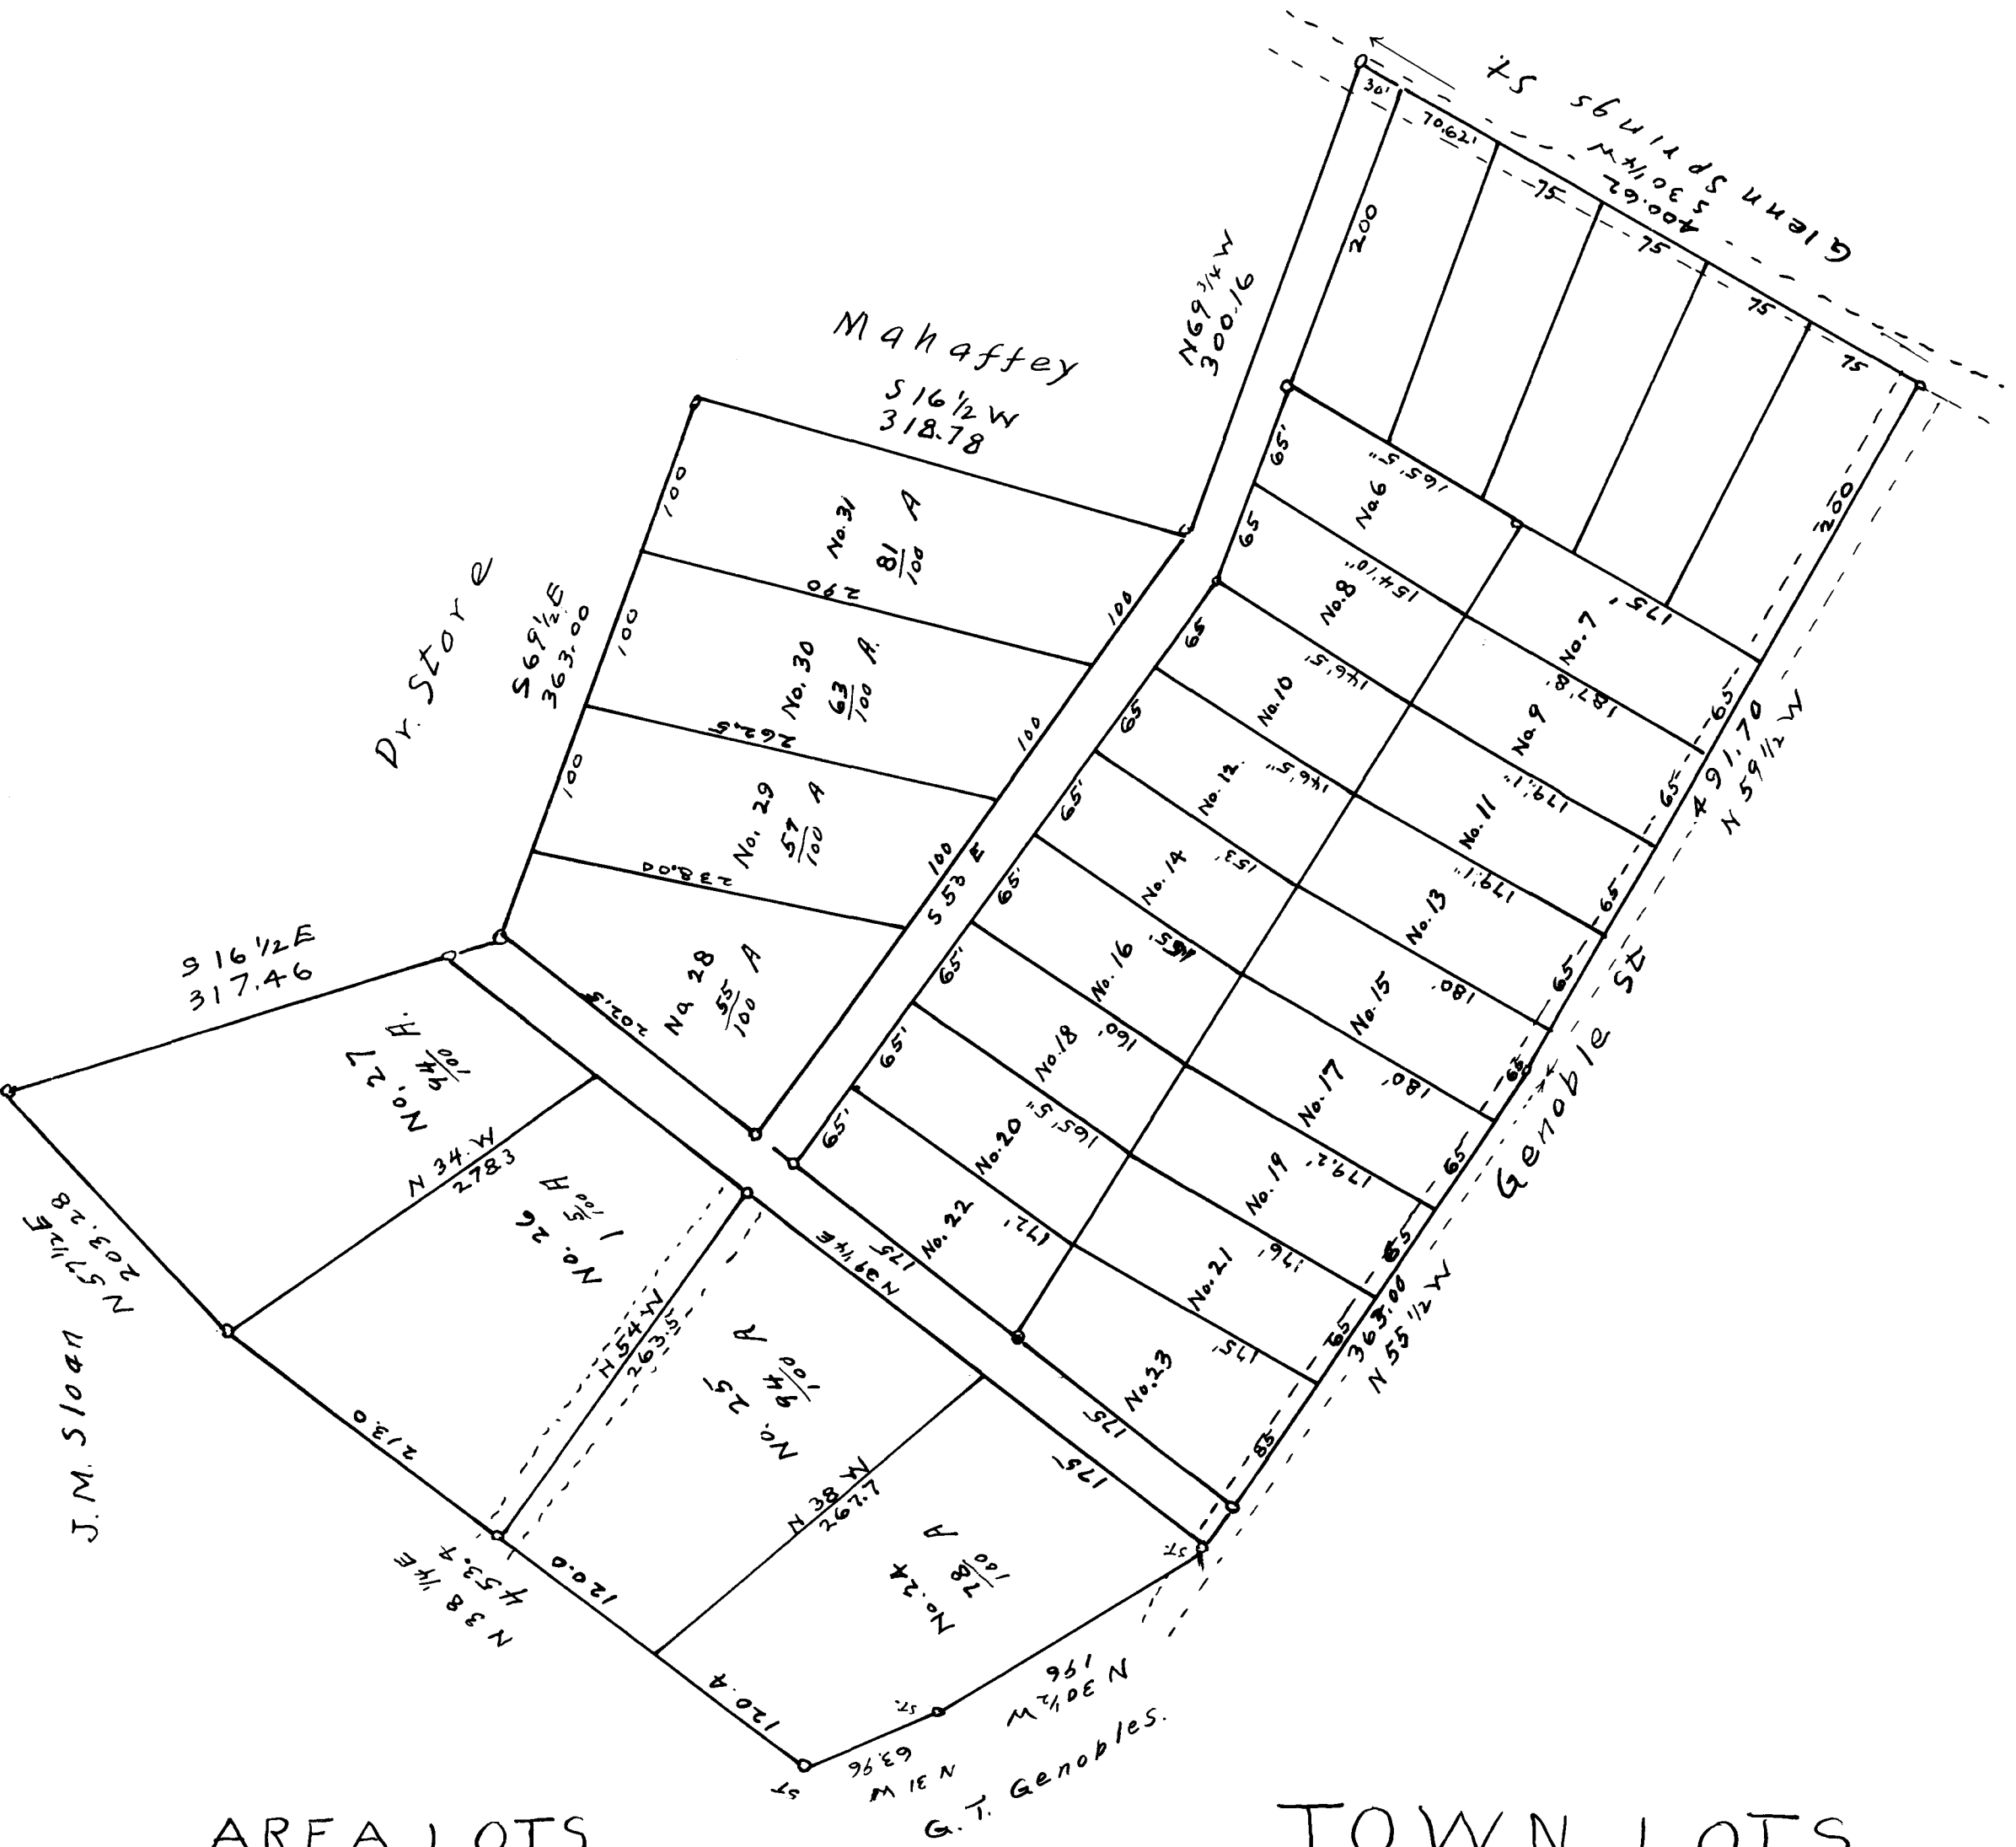 Glenn Springs St.
S 30 1/4 W
400.62
30'
70.62'
75
75
75
75
200
200
N 69 3/4 W
300.16
Mahaffey
S 16 1/2 W
318.78
Dr. Store
S 69 1/2 E
363.00
100
100
100
No. 31
81/100 A
290
No. 30
63/100 A.
262.5
No. 29
57/100 A
238.00
No. 28
55/100 A
202.5
100
100
100
S 53 E
65'
65
65'
65'
65'
65'
65'
65'
65'
No. 6
165'.5"
175'
No. 7
154'.10"
187'.8"
No. 8
146'.5'
No. 9
179'.1"
No. 10
146'.5"
No. 11
179'.1"
No. 12.
153'
No. 13
180'
No. 14
No. 15
180'
No. 16
160'
No. 17
179.2'
No. 18
165'.5"
No. 19
176'
No. 20
172'
No. 21
175'
No. 22
175'
No. 23
175'
65
65
65
65
65
65
65
65
85
491.70
N 59 1/2 W
Genoble St
363.00
N 55 1/2 W
N 39 1/4 E
175'
S 16 1/2 E
317.46
No. 27
94/100 A.
N 34. W
278.3
N 57 1/2 E
203.28
J. M. Sloan
No. 26
1 15/100 A
213.0
N 54 W
263.5
No. 25
94/100 A
N 38 1/4 E
453.4
120.0
N 38 W
267.7
No. 24
78/100 A
120.4
ST.
ST.
ST
N 30 1/2 W
196
N 31 W
63.96
G. T. Genobles.
AREA LOTS
TOWN LOTS